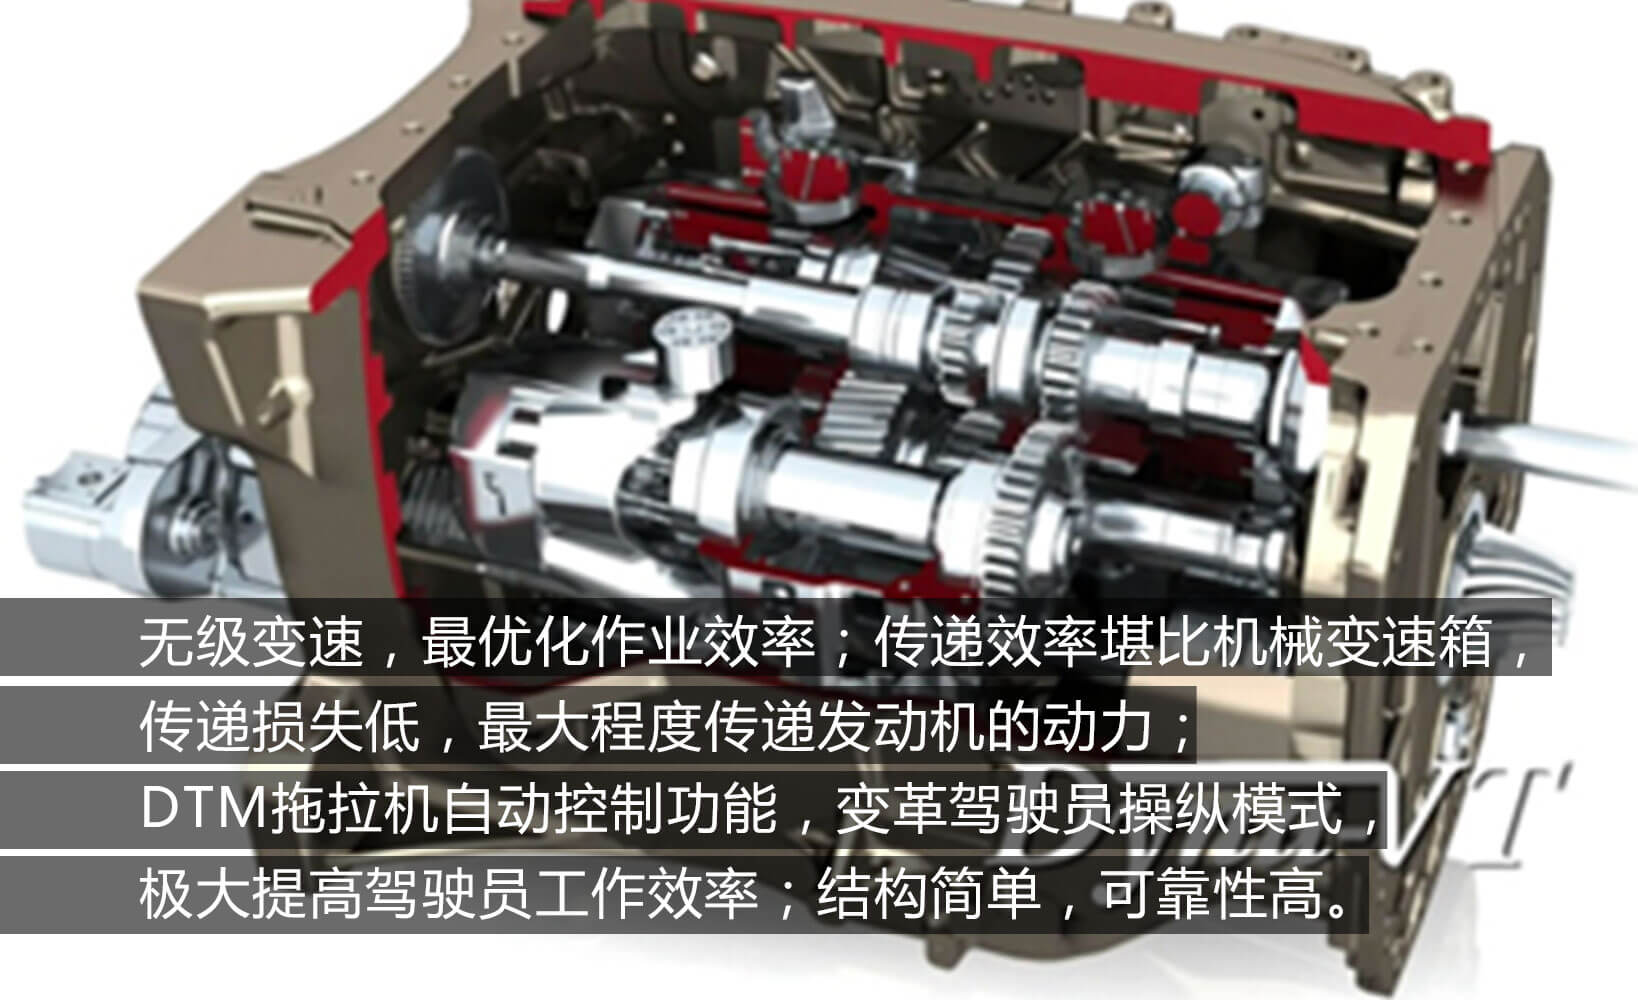 无级变速，最优化作业效率；传递效率堪比机械变速箱，
传递损失低，最大程度传递发动机的动力；
DTM拖拉机自动控制功能，变革驾驶员操纵模式，
极大提高驾驶员工作效率；结构简单，可靠性高。